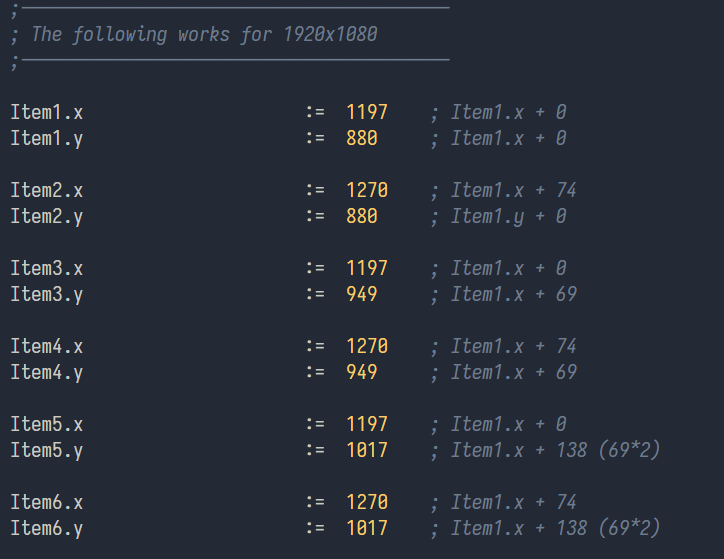 ;─────────────────────────────────────────
; The following works for 1920x1080
;─────────────────────────────────────────
Item1.x := 1197 ; Item1.x + 0
Item1.y := 880 ; Item1.x + 0
Item2.x := 1270 ; Item1.x + 74
Item2.y := 880 ; Item1.y + 0
Item3.x := 1197 ; Item1.x + 0
Item3.y := 949 ; Item1.x + 69
Item4.x := 1270 ; Item1.x + 74
Item4.y := 949 ; Item1.x + 69
Item5.x := 1197 ; Item1.x + 0
Item5.y := 1017 ; Item1.x + 138 (69*2)
Item6.x := 1270 ; Item1.x + 74
Item6.y := 1017 ; Item1.x + 138 (69*2)